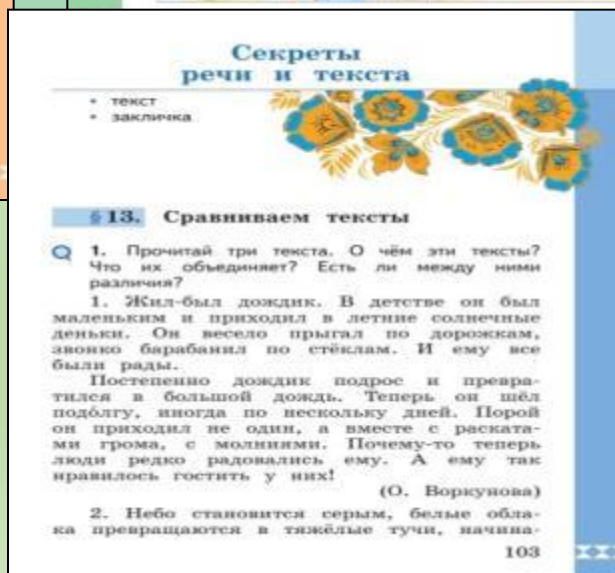 Секреты
речи и текста
• текст
• закличка
§ 13. Сравниваем тексты
1. Прочитай три текста. О чём эти тексты?
Что их объединяет? Есть ли между ними
различия?
1. Жил-был дождик. В детстве он был
маленьким и приходил в летние солнечные
деньки. Он весело прыгал по дорожкам,
звонко барабанил по стёклам. И ему все
были рады.
Постепенно дождик подрос и превра-
тился в большой дождь. Теперь он шёл
подо́лгу, иногда по нескольку дней. Порой
он приходил не один, а вместе с раската-
ми грома, с молниями. Почему-то теперь
люди редко радовались ему. А ему так
нравилось гостить у них!
(О. Воркунова)
2. Небо становится серым, белые обла-
ка превращаются в тяжёлые тучи, начина-
103